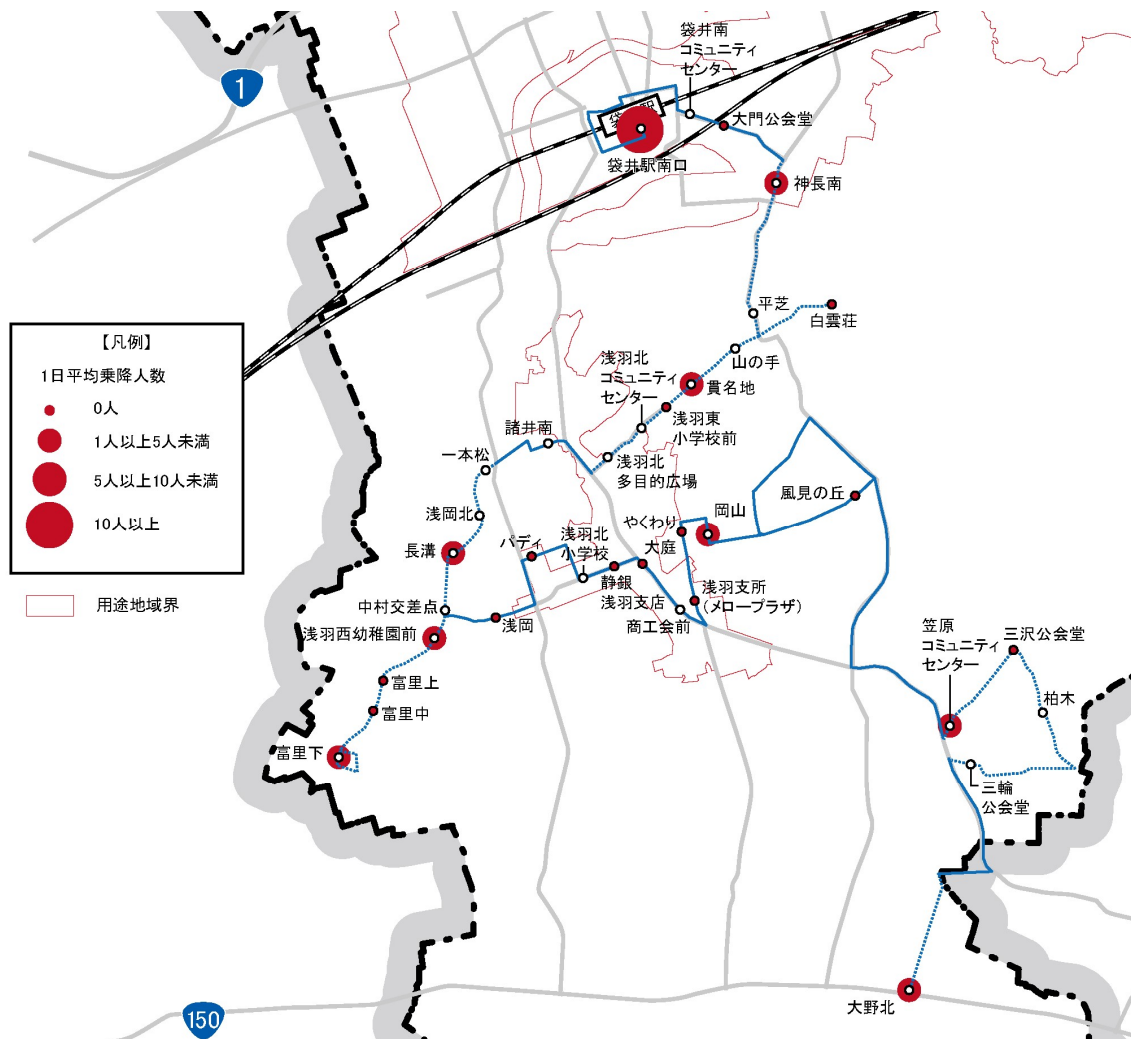 1
袋井南
コミュニティ
センター
大門公会堂
袋井駅南口
神長南
平芝
白雲荘
山の手
【凡例】
1日平均乗降人数
0人
1人以上5人未満
5人以上10人未満
10人以上
用途地域界
浅羽北
コミュニティ
センター
貫名地
浅羽東
小学校前
諸井南
一本松
浅羽北
多目的広場
風見の丘
浅岡北
やくわり
岡山
パディ
浅羽北
小学校
大庭
長溝
静銀
浅羽支店
浅羽支所
(メロープラザ)
中村交差点
浅岡
商工会前
浅羽西幼稚園前
笠原
コミュニティ
センター
三沢公会堂
富里上
柏木
富里中
富里下
三輪
公会堂
大野北
150